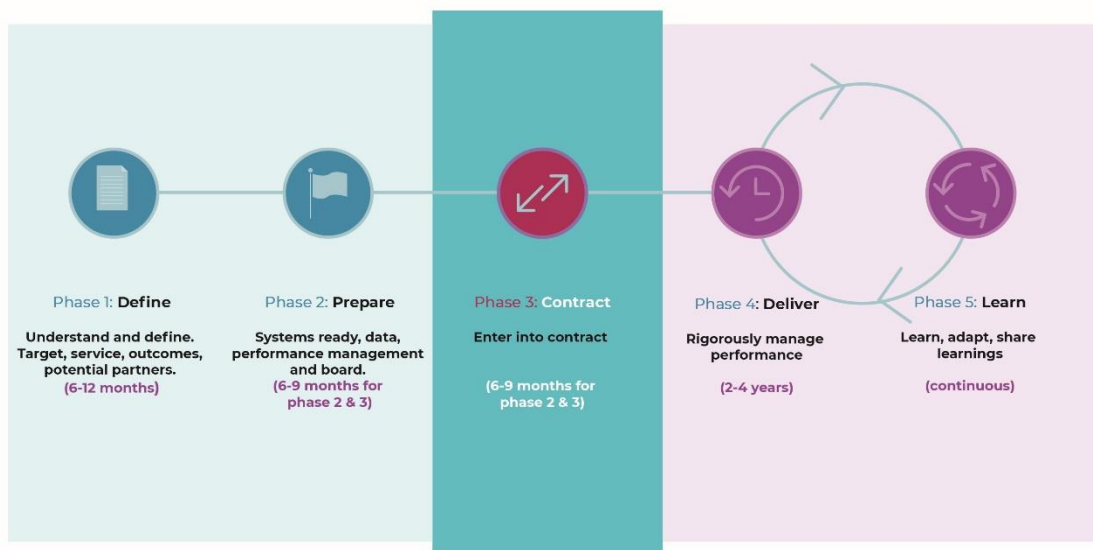 Phase 1: Define
Understand and define.
Target, service, outcomes,
potential partners.
(6-12 months)
Phase 2: Prepare
Systems ready, data,
performance management
and board.
(6-9 months for
phase 2 & 3)
Phase 3: Contract
Enter into contract
(6-9 months for
phase 2 & 3)
Phase 4: Deliver
Rigorously manage
performance
(2-4 years)
Phase 5: Learn
Learn, adapt, share
learnings
(continuous)